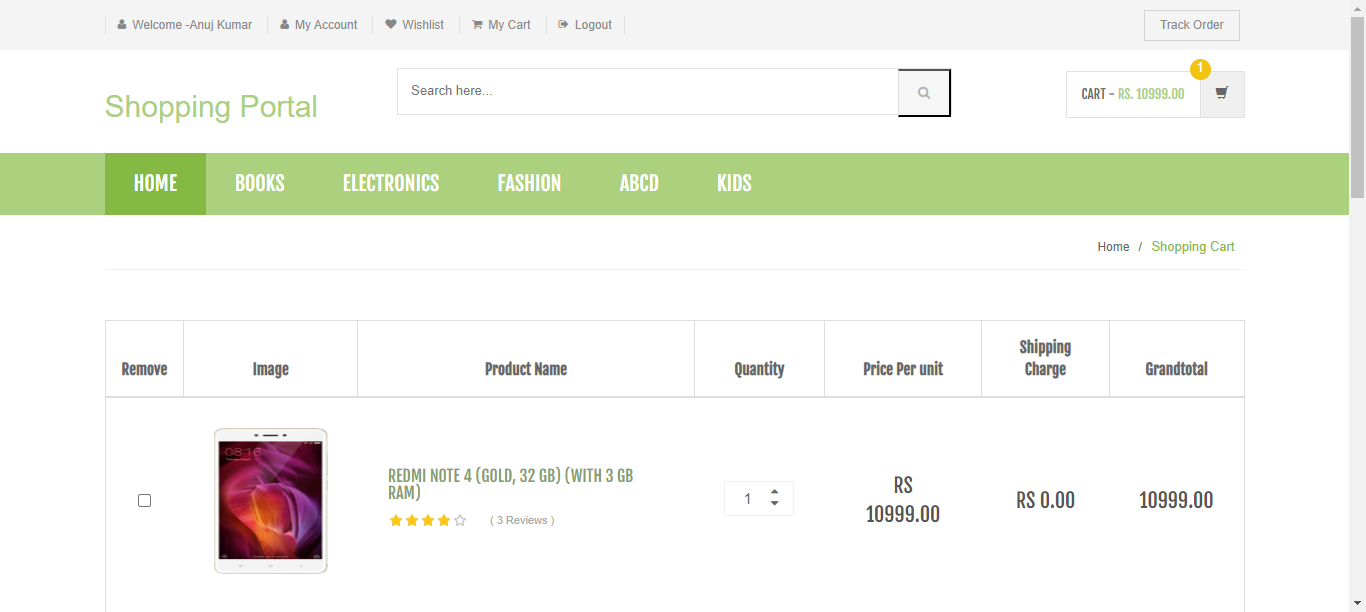 Welcome -Anuj Kumar
My Account
Wishlist
My Cart
Logout
Track Order
Shopping Portal
Search here...
CART - RS. 10999.00
1
HOME
BOOKS
ELECTRONICS
FASHION
ABCD
KIDS
Home / Shopping Cart
Remove
Image
Product Name
Quantity
Price Per unit
Shipping
Charge
Grandtotal
08:16
REDMI NOTE 4 (GOLD, 32 GB) (WITH 3 GB
RAM)
( 3 Reviews )
1
RS
10999.00
RS 0.00
10999.00